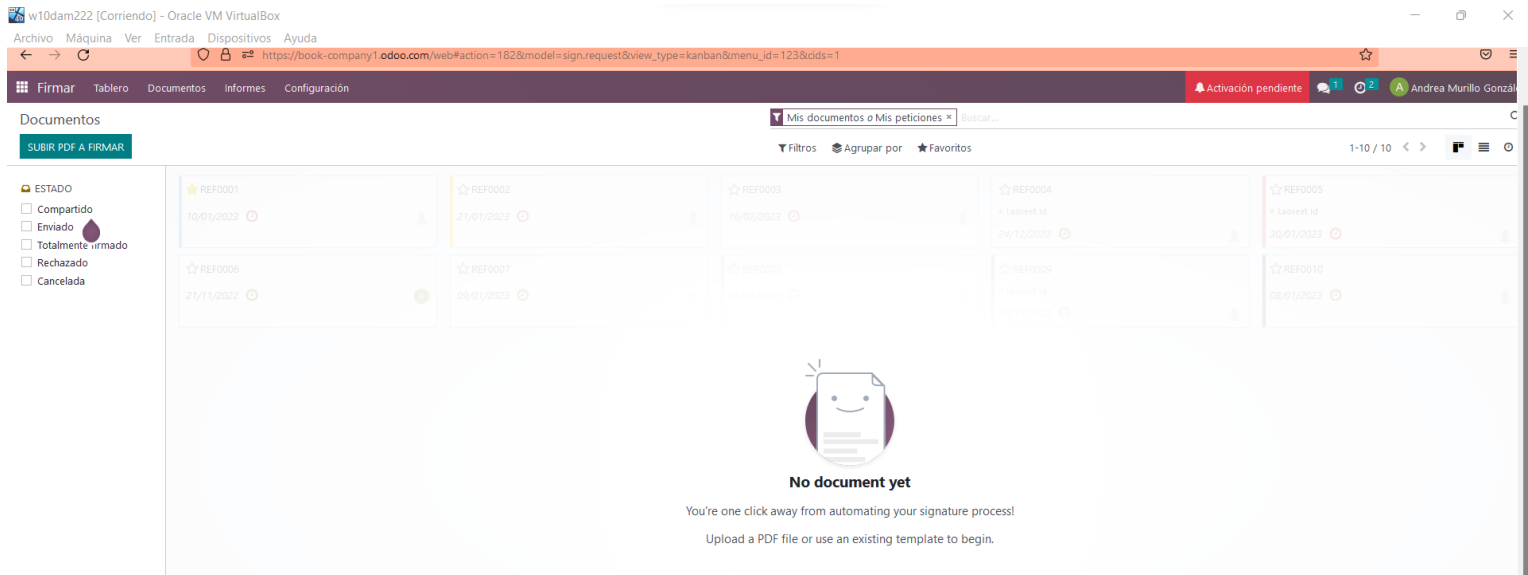 w10dam222 [Corriendo] - Oracle VM VirtualBox
Archivo Máquina Ver Entrada Dispositivos Ayuda
https://book-company1.odoo.com/web#action=182&model=sign.request&view_type=kanban&menu_id=123&cids=1
Firmar Tablero Documentos Informes Configuración Activación pendiente 1 2 A Andrea Murillo Gonzál
Documentos Mis documentos o Mis peticiones × Buscar...
SUBIR PDF A FIRMAR Filtros Agrupar por Favoritos 1-10 / 10
ESTADO
Compartido
Enviado
Totalmente firmado
Rechazado
Cancelada
REF0001 REF0002 REF0003 REF0004 REF0005
Laoreet id Laoreet id
10/01/2023 21/01/2023 16/02/2023 24/12/2022 30/01/2023
REF0006 REF0007 REF0008 REF0009 REF0010
Laoreet id
21/11/2022 09/01/2023 08/01/2023
No document yet
You're one click away from automating your signature process!
Upload a PDF file or use an existing template to begin.